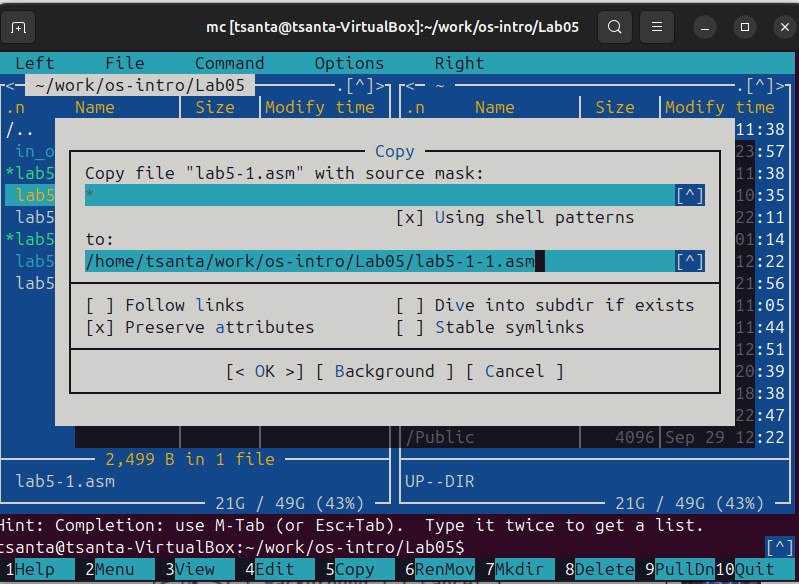 mc [tsanta@tsanta-VirtualBox]:~/work/os-intro/Lab05
Left File Command Options Right
<─ ~/work/os-intro/Lab05 ─.[^]> <─ ~ ─.[^]>
.n Name Size Modify time .n Name Size Modify time
/.. 11:38
in_o 23:57
*lab5 11:38
lab5 10:35
lab5 22:11
*lab5 01:14
lab5 12:22
lab5 21:56
11:05
11:44
12:51
20:39
18:38
22:47
Copy
Copy file "lab5-1.asm" with source mask:
* [^]
[x] Using shell patterns
to:
/home/tsanta/work/os-intro/Lab05/lab5-1-1.asm [^]
[ ] Follow links [ ] Dive into subdir if exists
[x] Preserve attributes [ ] Stable symlinks
[< OK >] [ Background ] [ Cancel ]
/Public 4096 Sep 29 12:22
2,499 B in 1 file
lab5-1.asm UP--DIR
21G / 49G (43%) 21G / 49G (43%)
Hint: Completion: use M-Tab (or Esc+Tab). Type it twice to get a list.
tsanta@tsanta-VirtualBox:~/work/os-intro/Lab05$ [^]
1Help 2Menu 3View 4Edit 5Copy 6RenMov 7Mkdir 8Delete 9PullDn 10Quit